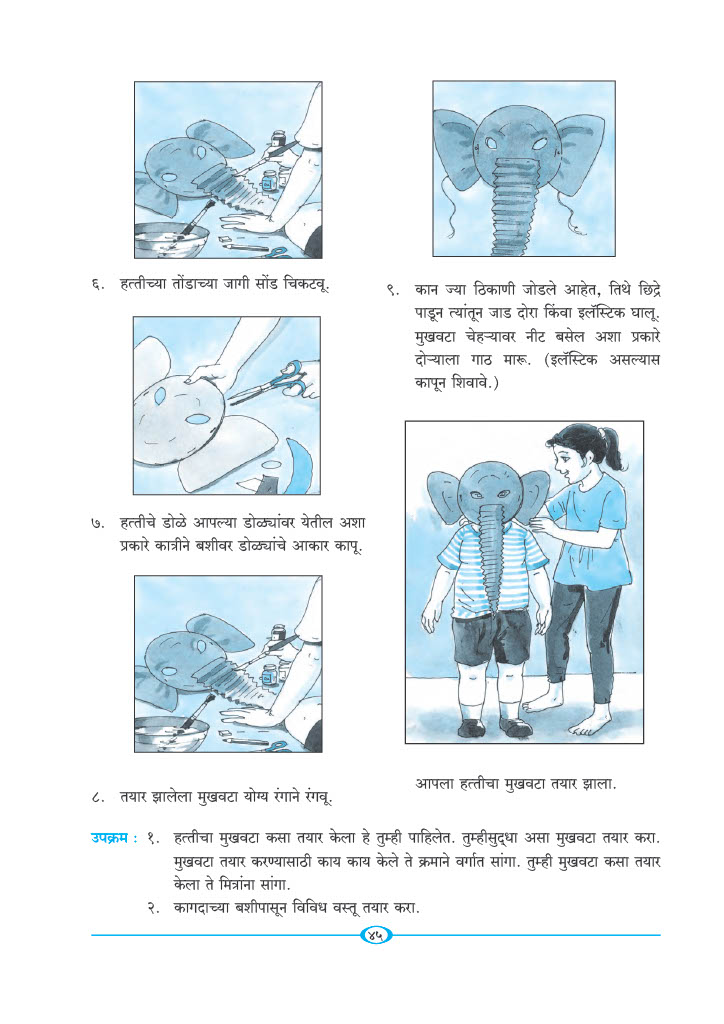 ६. हत्तीच्या तोंडाच्या जागी सोंड चिकटवू.
७. हत्तीचे डोळे आपल्या डोळ्यांवर येतील अशा
प्रकारे कात्रीने बशीवर डोळ्यांचे आकार कापू.
८. तयार झालेला मुखवटा योग्य रंगाने रंगवू.
९. कान ज्या ठिकाणी जोडले आहेत, तिथे छिद्रे
पाडून त्यांतून जाड दोरा किंवा इलॅस्टिक घालू.
मुखवटा चेहऱ्यावर नीट बसेल अशा प्रकारे
दोऱ्याला गाठ मारू. (इलॅस्टिक असल्यास
कापून शिवावे.)
आपला हत्तीचा मुखवटा तयार झाला.
उपक्रम : १. हत्तीचा मुखवटा कसा तयार केला हे तुम्ही पाहिलेत. तुम्हीसुद्धा असा मुखवटा तयार करा.
मुखवटा तयार करण्यासाठी काय काय केले ते क्रमाने वर्गात सांगा. तुम्ही मुखवटा कसा तयार
केला ते मित्रांना सांगा.
२. कागदाच्या बशीपासून विविध वस्तू तयार करा.
४५